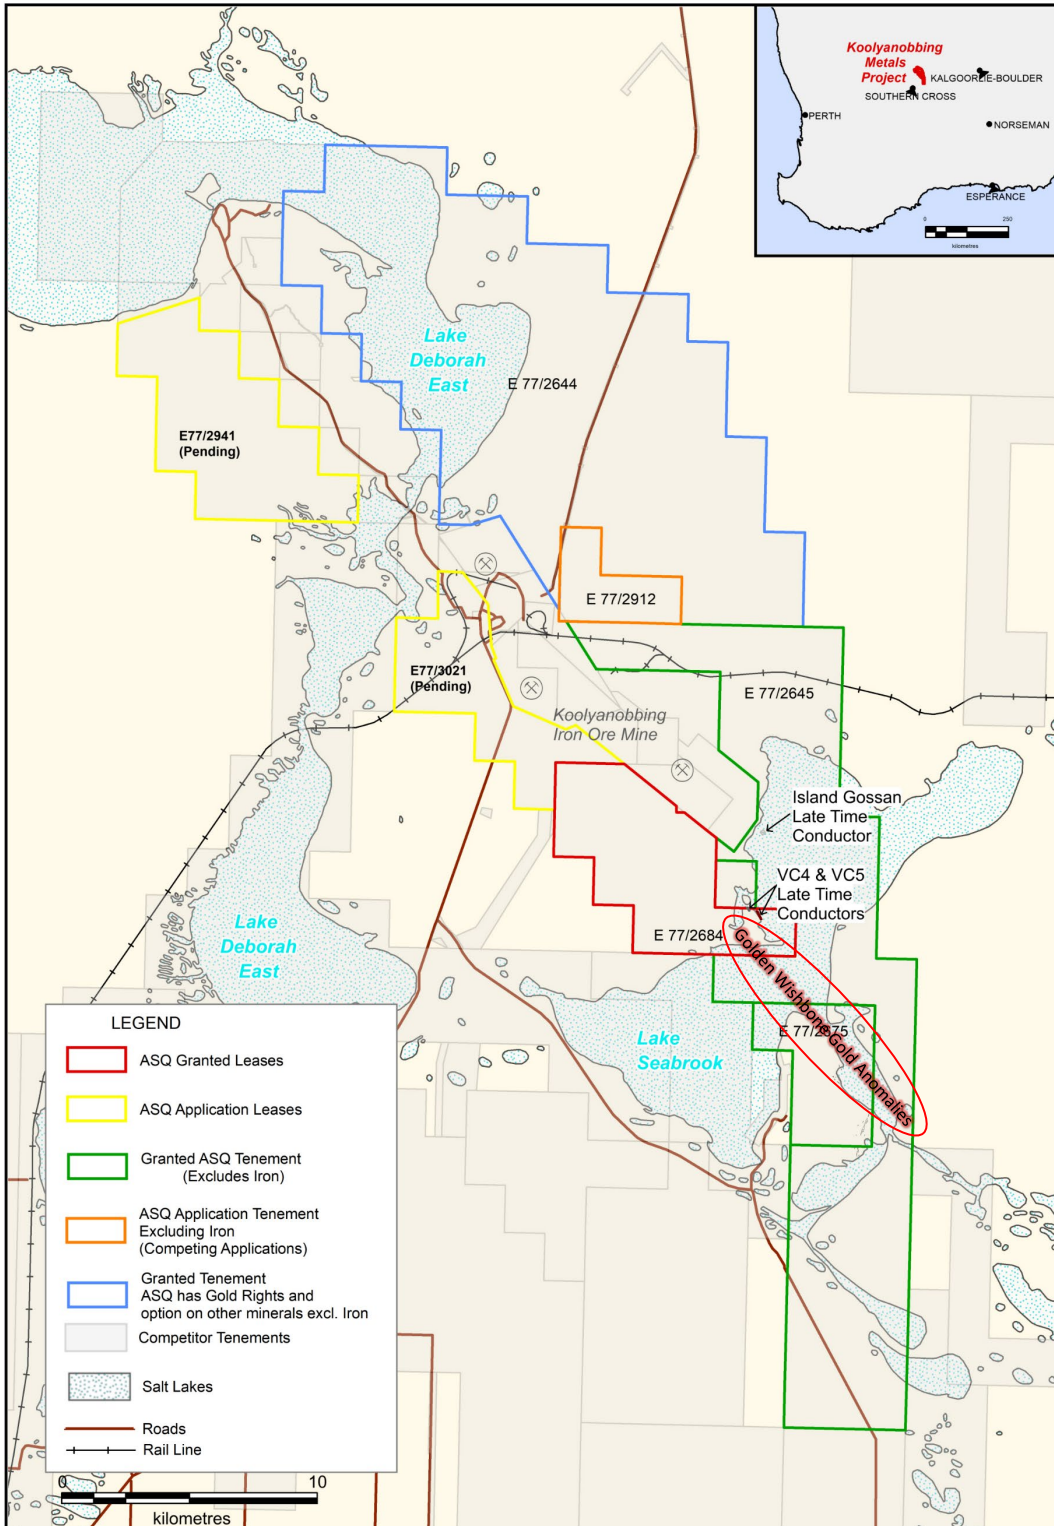 Koolyanobbing
Metals
Project
KALGOORLIE-BOULDER
SOUTHERN CROSS
PERTH
NORSEMAN
ESPERANCE
0 250
kilometres
Lake
Deborah
East
E 77/2644
E77/2941
(Pending)
E 77/2912
E77/3021
(Pending)
E 77/2645
Koolyanobbing
Iron Ore Mine
Island Gossan
Late Time
Conductor
VC4 & VC5
Late Time
Conductors
E 77/2684
Golden Wishbone Gold Anomalies
Lake
Deborah
East
Lake
Seabrook
LEGEND
ASQ Granted Leases
ASQ Application Leases
Granted ASQ Tenement
(Excludes Iron)
ASQ Application Tenement
Excluding Iron
(Competing Applications)
Granted Tenement
ASQ has Gold Rights and
option on other minerals excl. Iron
Competitor Tenements
Salt Lakes
Roads
Rail Line
0 10
kilometres